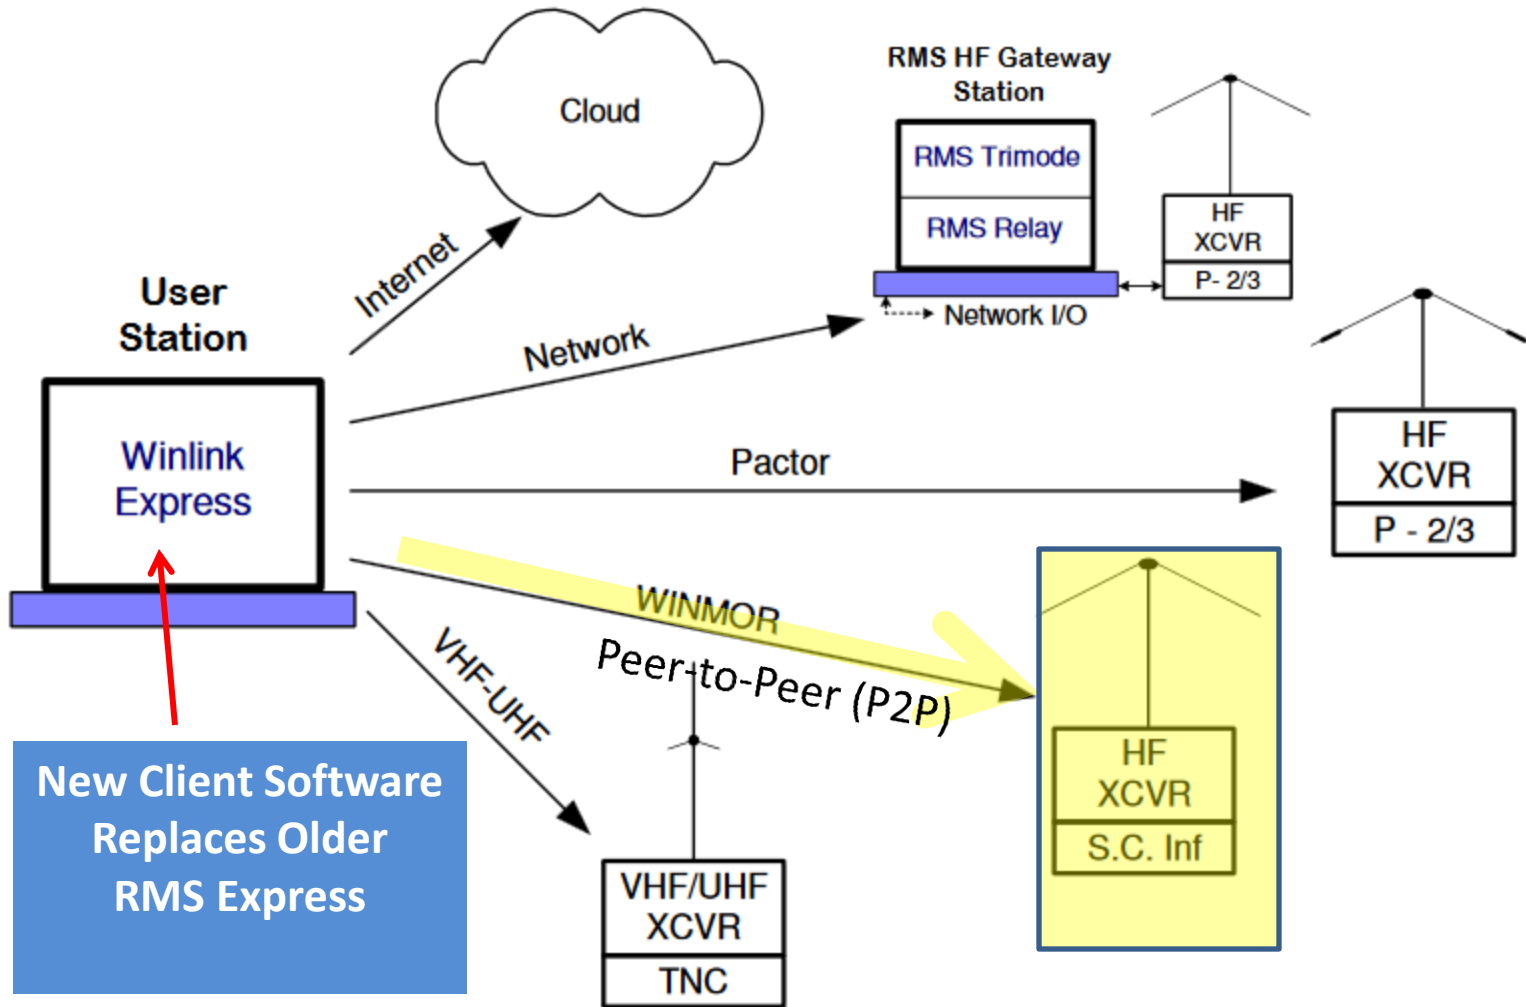 Cloud
RMS HF Gateway
Station
RMS Trimode
RMS Relay
HF
XCVR
P- 2/3
Network I/O
Internet
User
Station
Network
Winlink
Express
Pactor
HF
XCVR
P - 2/3
WINMOR
Peer-to-Peer (P2P)
VHF-UHF
HF
XCVR
S.C. Inf
New Client Software
Replaces Older
RMS Express
VHF/UHF
XCVR
TNC